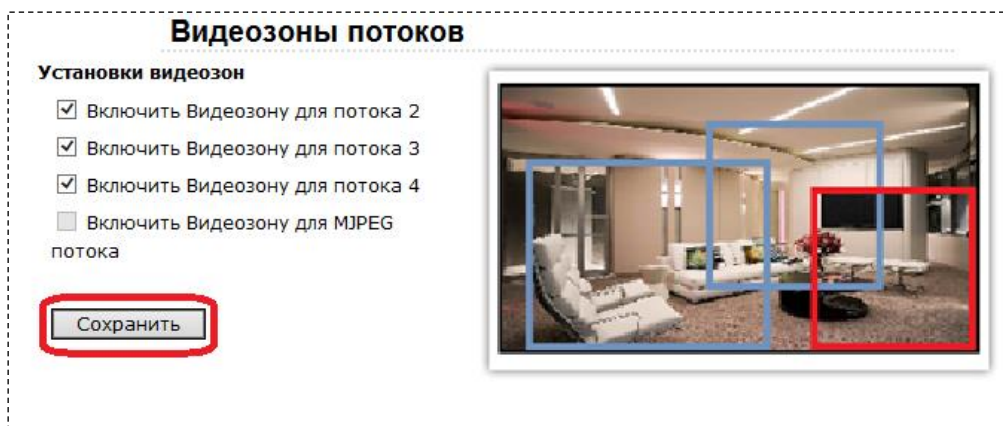 Видеозоны потоков
Установки видеозон
Включить Видеозону для потока 2
Включить Видеозону для потока 3
Включить Видеозону для потока 4
Включить Видеозону для MJPEG
потока
Сохранить